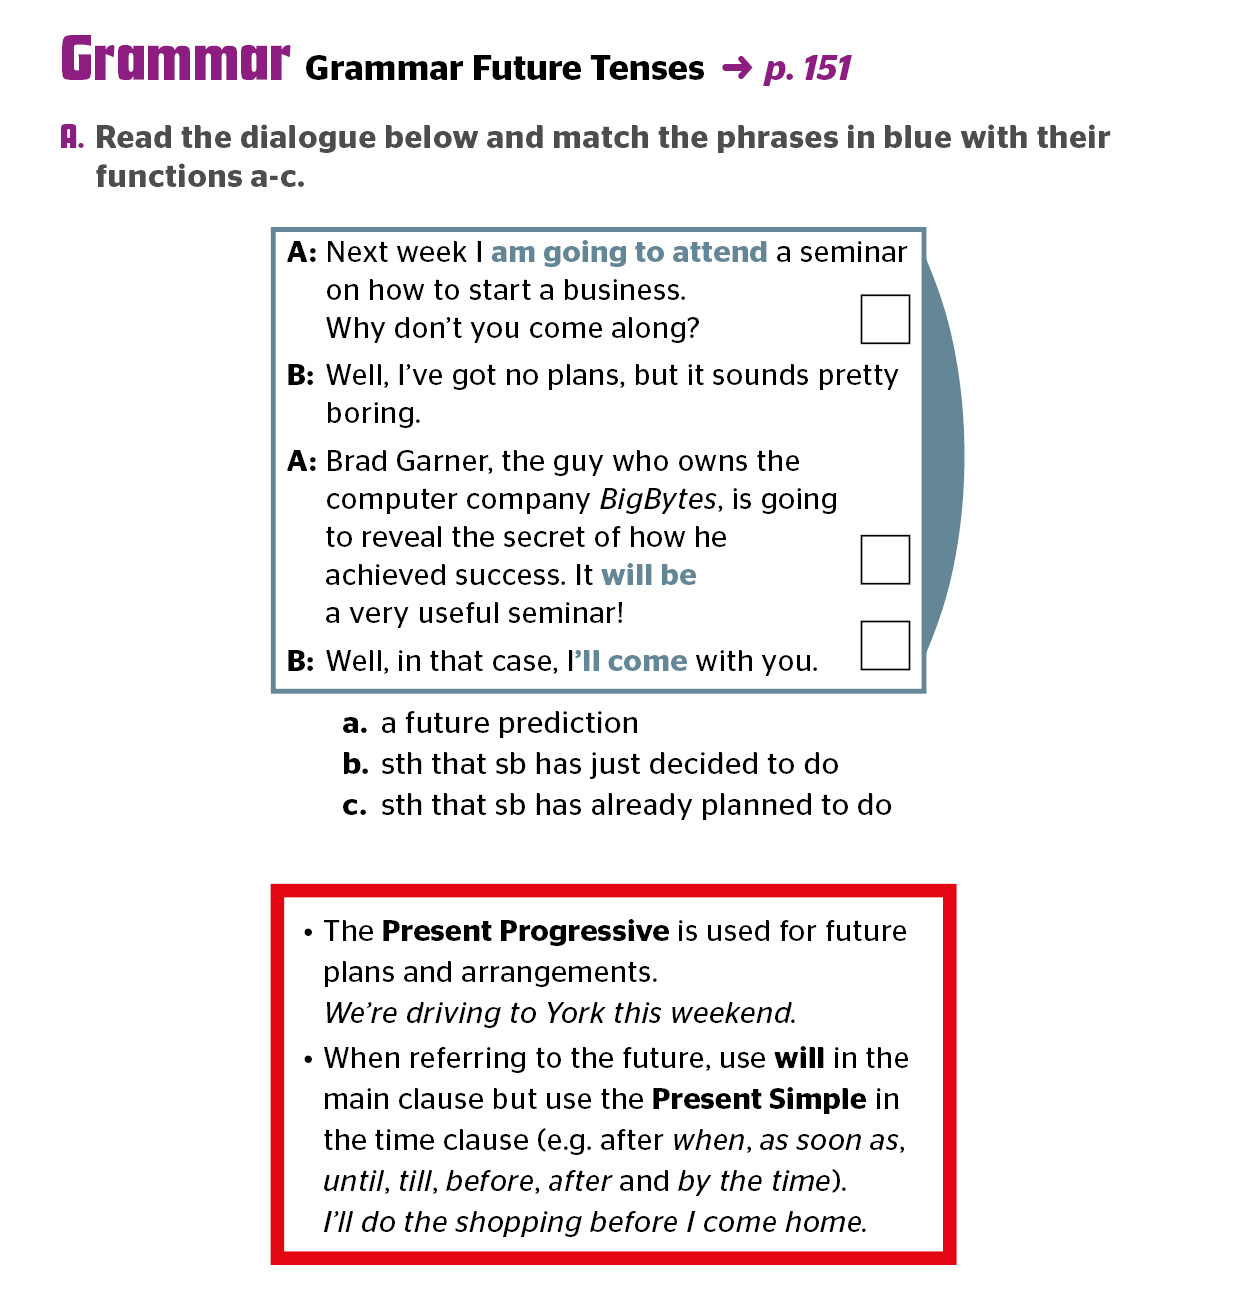 Grammar Grammar Future Tenses ➜ p. 151
A. Read the dialogue below and match the phrases in blue with their
functions a-c.
A: Next week I am going to attend a seminar
on how to start a business.
Why don’t you come along?
B: Well, I’ve got no plans, but it sounds pretty
boring.
A: Brad Garner, the guy who owns the
computer company BigBytes, is going
to reveal the secret of how he
achieved success. It will be
a very useful seminar!
B: Well, in that case, I’ll come with you.
a. a future prediction
b. sth that sb has just decided to do
c. sth that sb has already planned to do
• The Present Progressive is used for future
plans and arrangements.
We’re driving to York this weekend.
• When referring to the future, use will in the
main clause but use the Present Simple in
the time clause (e.g. after when, as soon as,
until, till, before, after and by the time).
I’ll do the shopping before I come home.